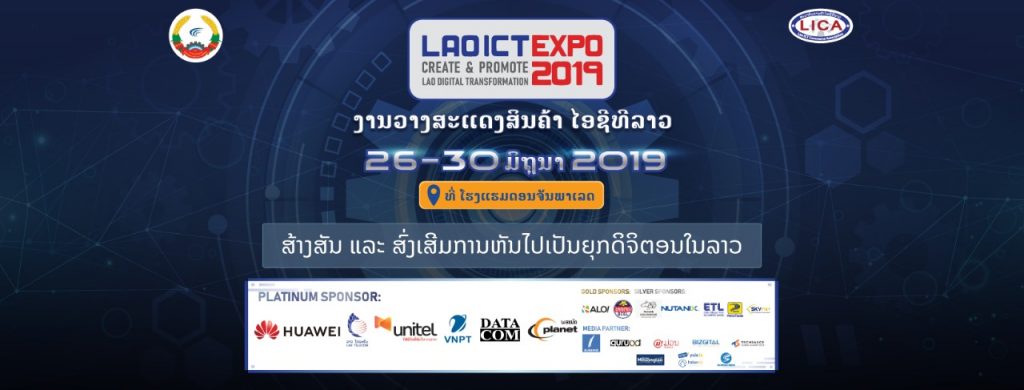 LICA
LAO ICT EXPO
CREATE & PROMOTE
LAO DIGITAL TRANSFORMATION
2019
ງານວາງສະແດງສິນຄ້າ ໄອຊີທີລາວ
26-30 ມິຖຸນາ 2019
ທີ່ ໂຮງແຮມດອນຈັນພາເລດ
ສ້າງສັນ ແລະ ສົ່ງເສີມການຫັນໄປເປັນຍຸກດິຈິຕອນໃນລາວ
PLATINUM SPONSOR:
HUAWEI
LAO TELECOM
unitel
VNPT
DATA
COM
planet
GOLD SPONSORS: SILVER SPONSORS:
ALO!
NUTANIX
ETL
SKY
MEDIA PARTNER:
guruod
BIZGITAL